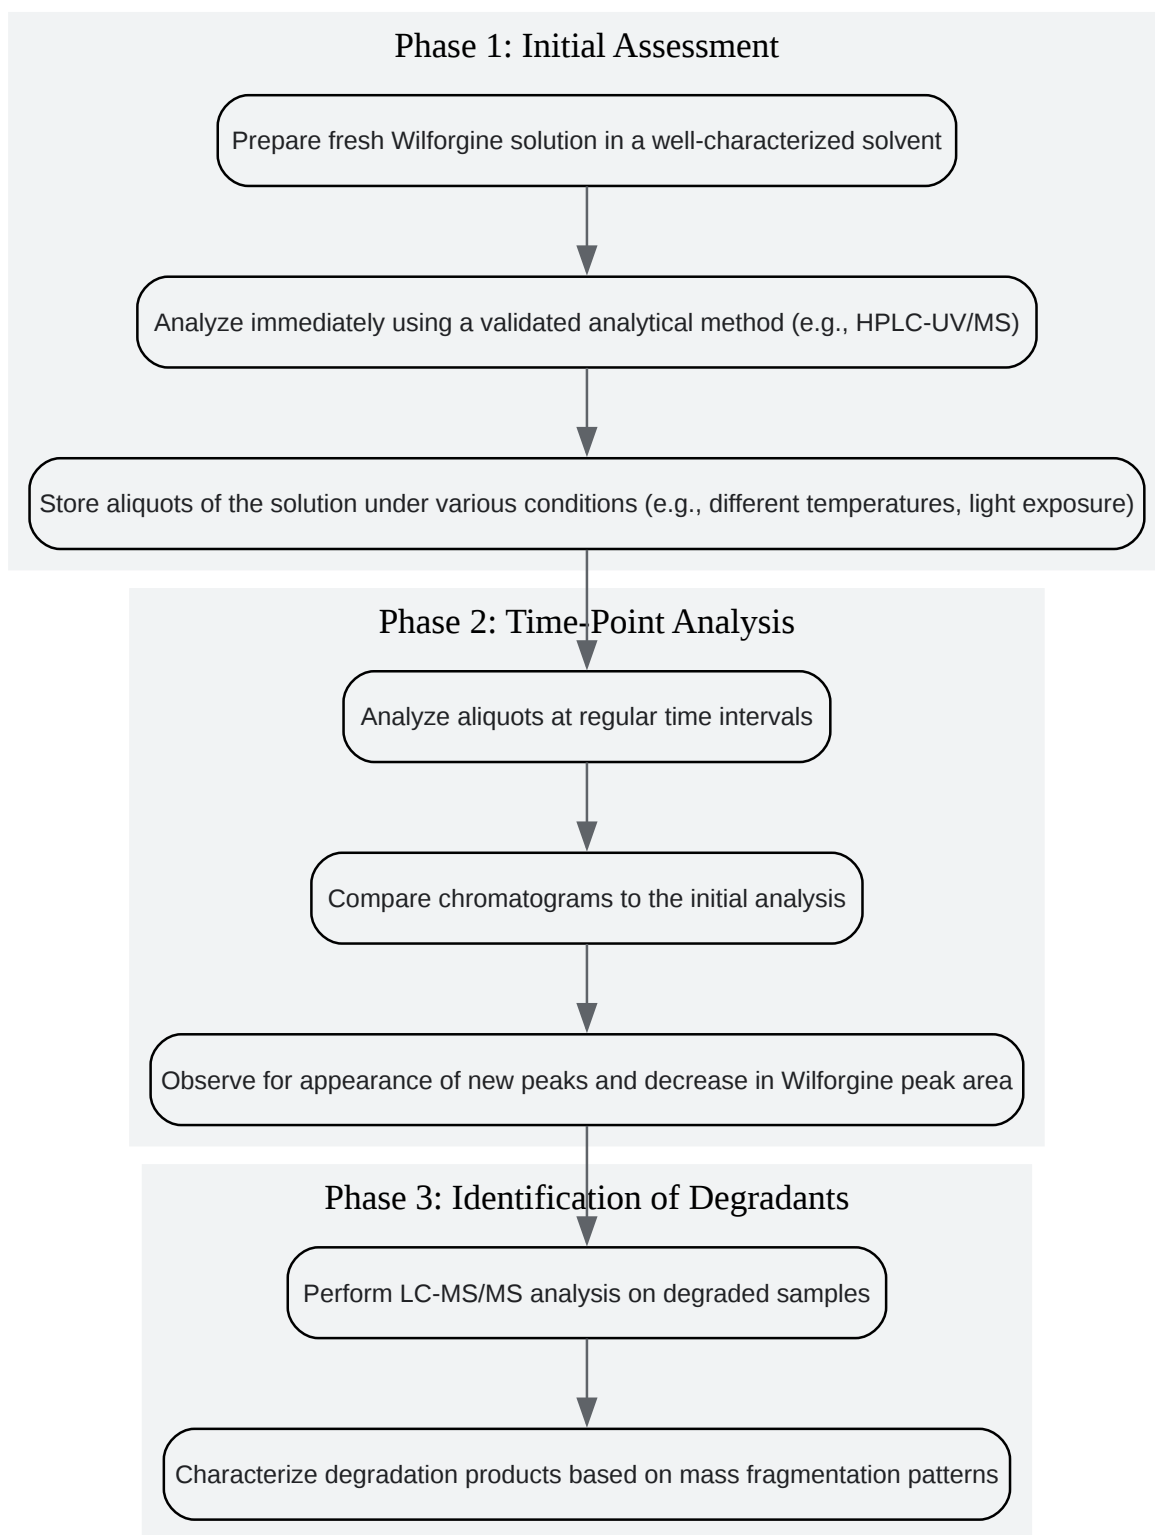 Phase 1: Initial Assessment
Prepare fresh Wilforgine solution in a well-characterized solvent
Analyze immediately using a validated analytical method (e.g., HPLC-UV/MS)
Store aliquots of the solution under various conditions (e.g., different temperatures, light exposure)
Phase 2: Time-Point Analysis
Analyze aliquots at regular time intervals
Compare chromatograms to the initial analysis
Observe for appearance of new peaks and decrease in Wilforgine peak area
Phase 3: Identification of Degradants
Perform LC-MS/MS analysis on degraded samples
Characterize degradation products based on mass fragmentation patterns